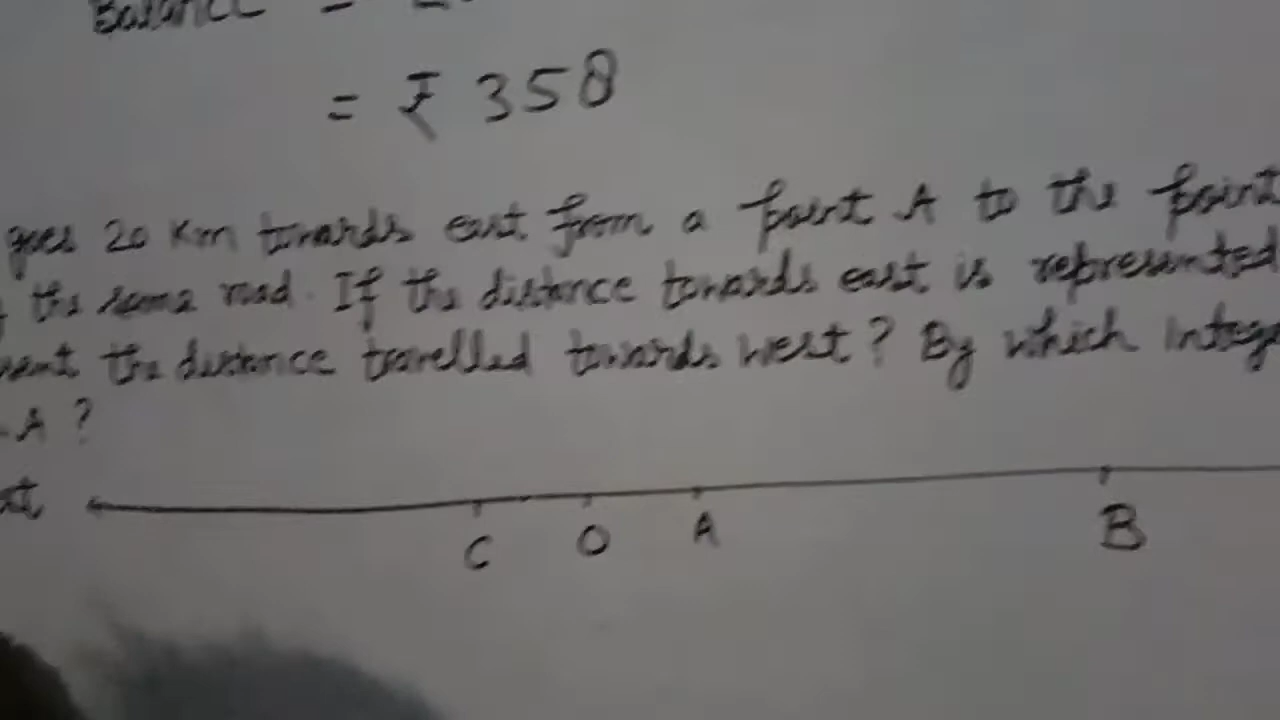 Balance =
= ₹ 358
goes 20 Km towards east from a point A to the point
the same road. If the distance towards east is represented
the distance travelled towards west? By which integ
A?
C O A B